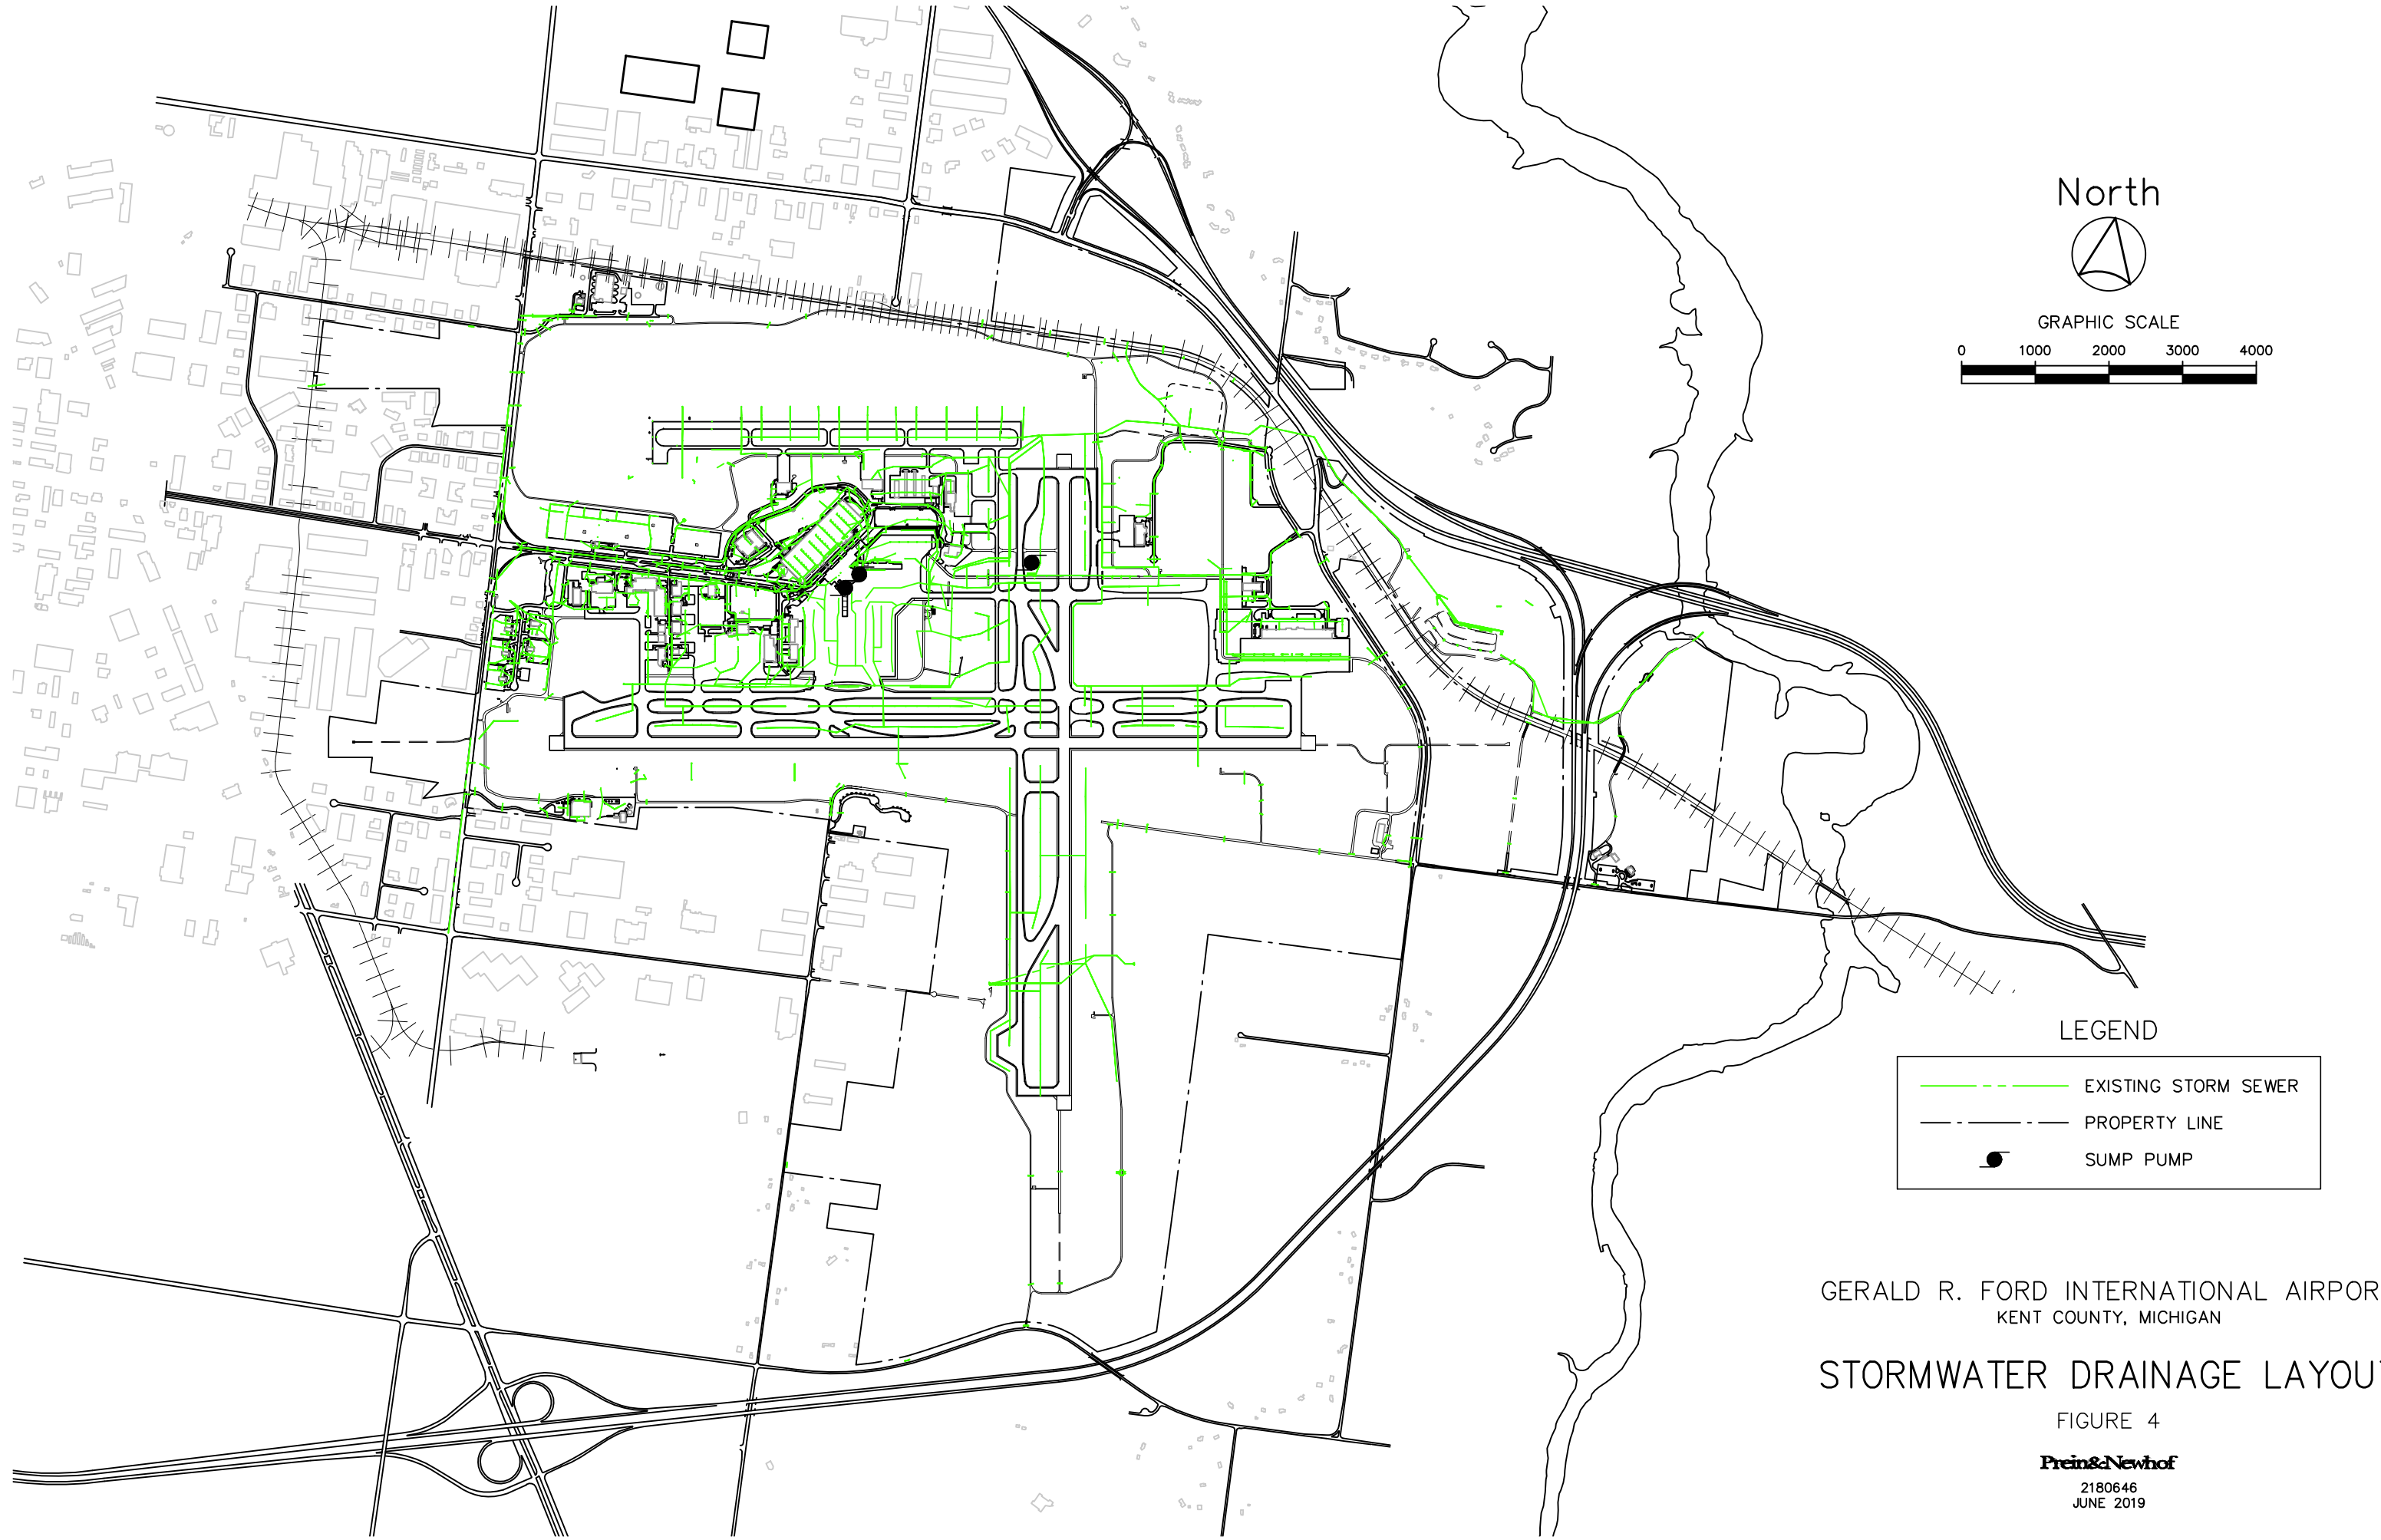 North
GRAPHIC SCALE
0 1000 2000 3000 4000
LEGEND
EXISTING STORM SEWER
PROPERTY LINE
SUMP PUMP
GERALD R. FORD INTERNATIONAL AIRPOR
KENT COUNTY, MICHIGAN
STORMWATER DRAINAGE LAYOU
FIGURE 4
Prein&Newhof
2180646
JUNE 2019